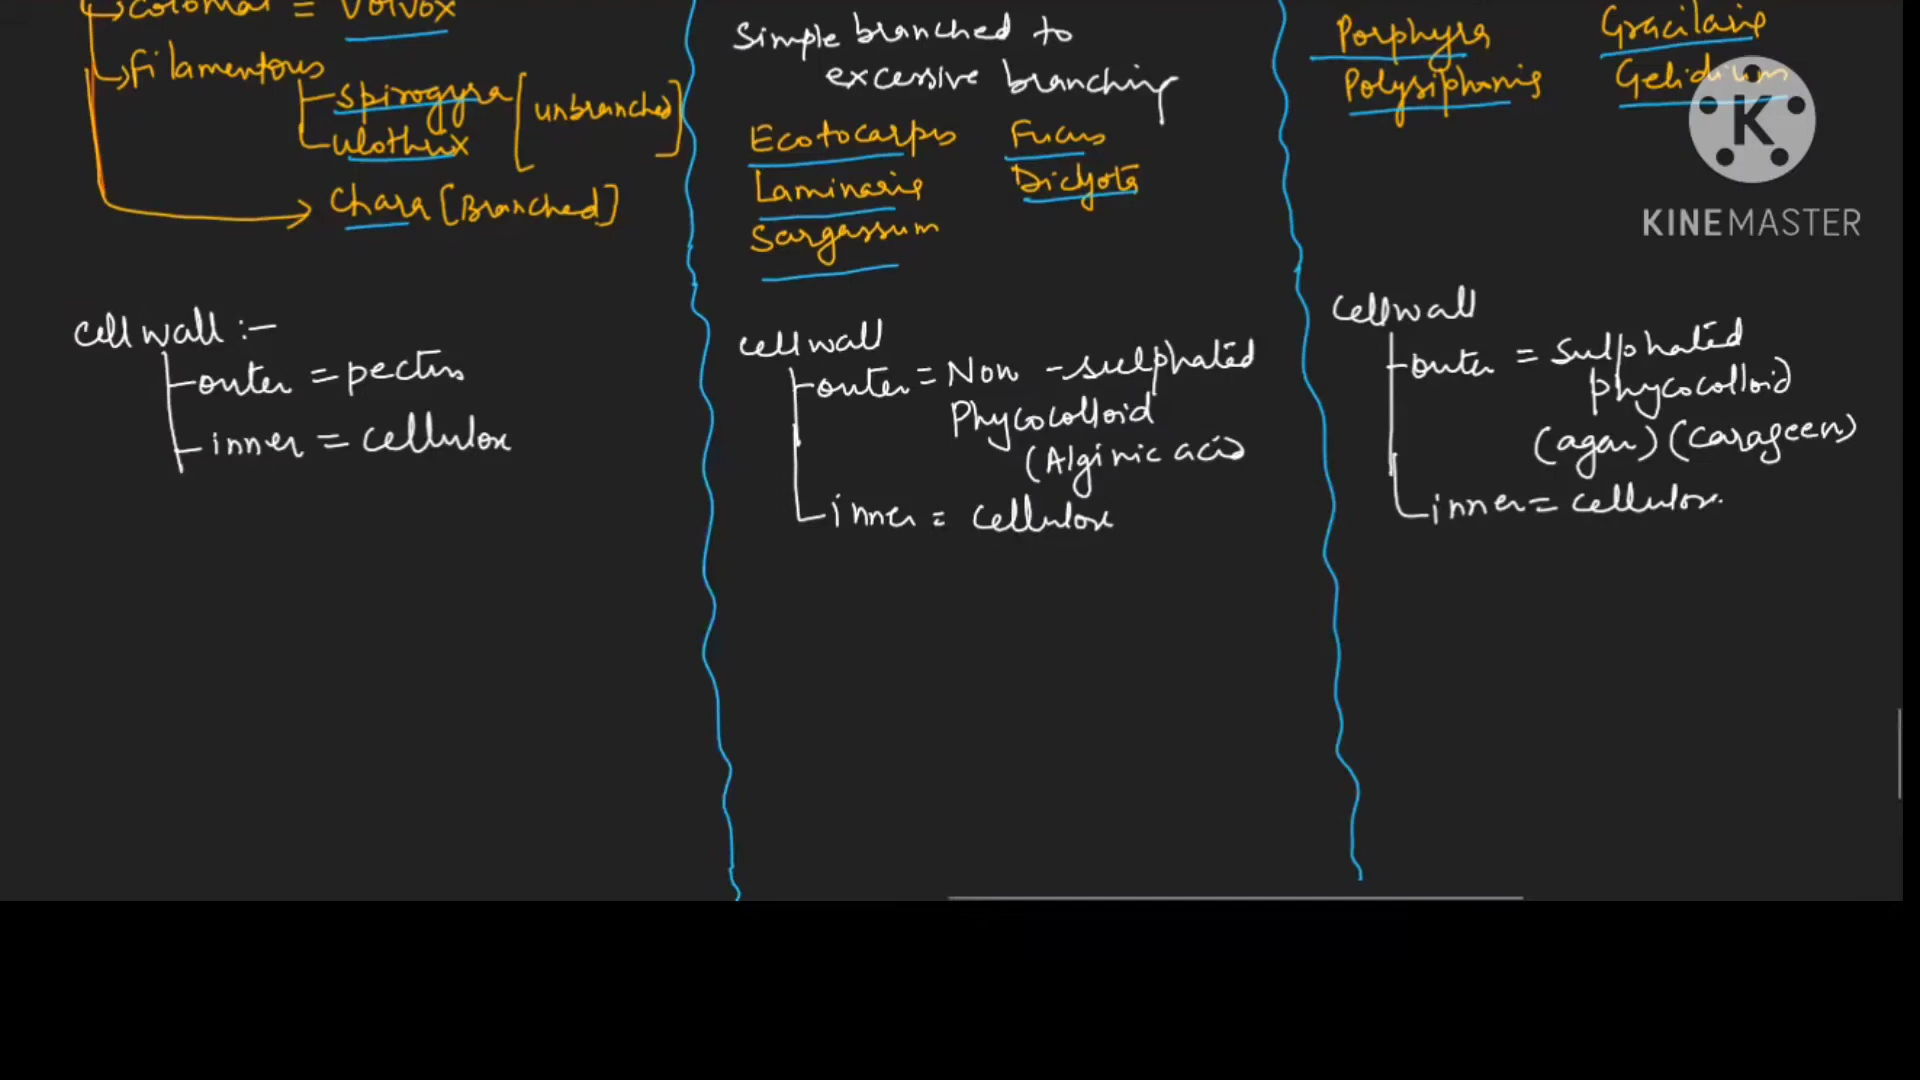 colonial = Volvox
filamentous
spirogyra
ulothrix
[unbranched]
Chara [Branched]
cell wall :-
outer = pectin
inner = cellulose
Simple branched to
excessive branching
Ecotocarpus Fucus
Laminaria Dictyota
Sargassum
cell wall
outer = Non - sulphated
Phycocolloid
(Alginic acid
inner = cellulose
Porphyra Gracilaria
Polysiphonia Gelidium
KINEMASTER
cellwall
outer = Sulphated
phycocolloid
(agar) (carageen)
inner = cellulose.